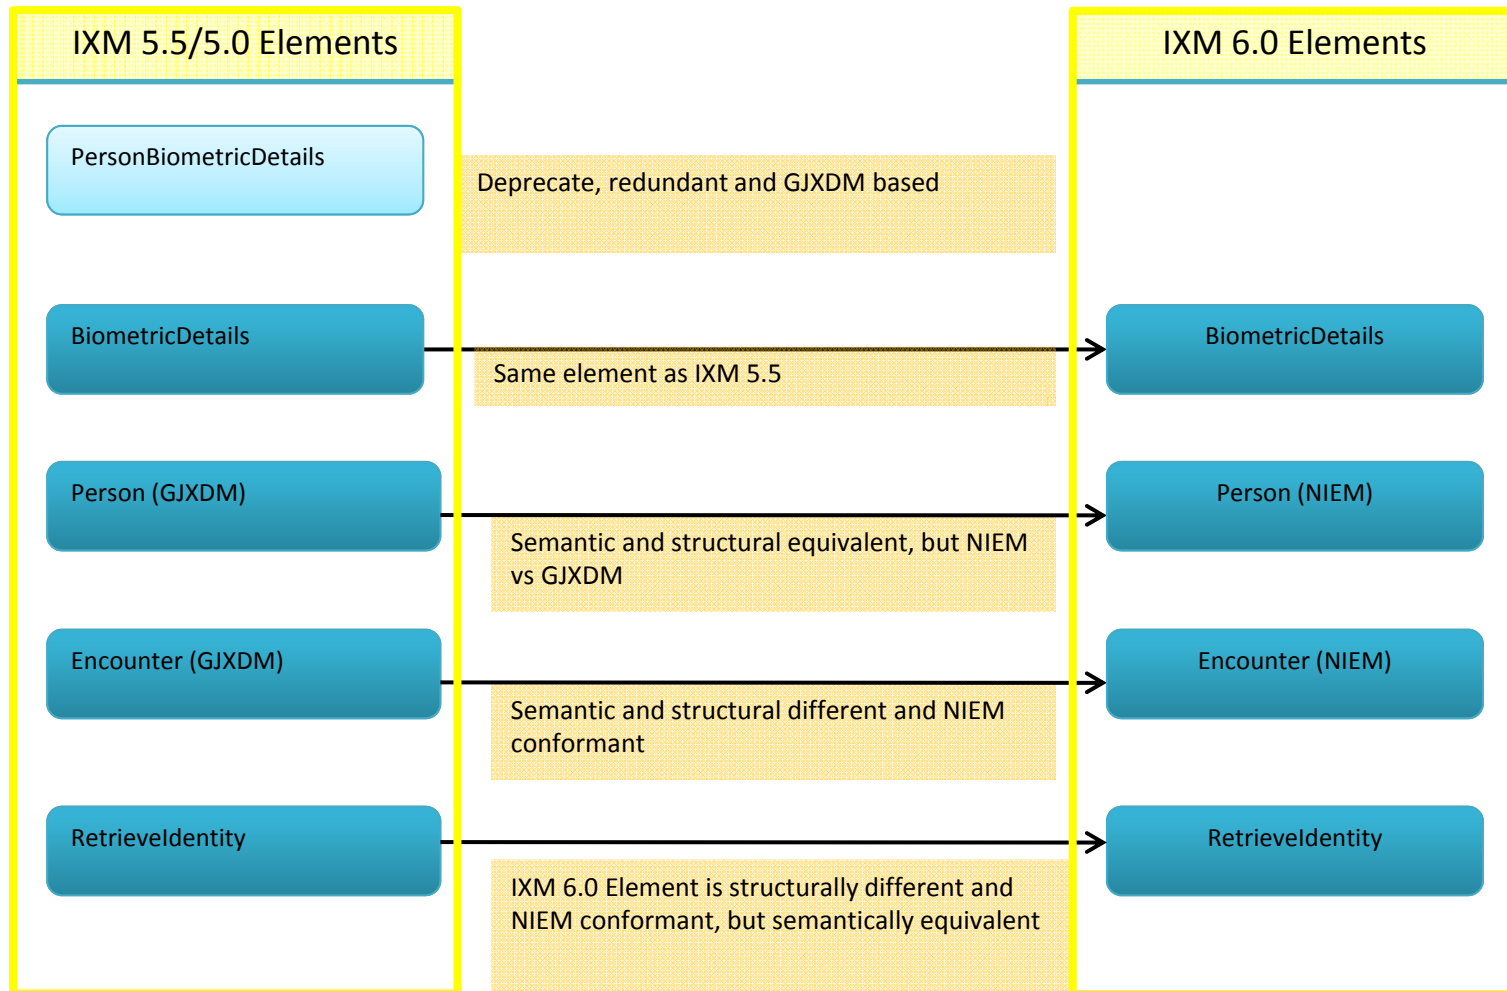 IXM 5.5/5.0 Elements
IXM 6.0 Elements
PersonBiometricDetails
Deprecate, redundant and GJXDM based
BiometricDetails
BiometricDetails
Same element as IXM 5.5
Person (GJXDM)
Person (NIEM)
Semantic and structural equivalent, but NIEM
vs GJXDM
Encounter (GJXDM)
Encounter (NIEM)
Semantic and structural different and NIEM
conformant
RetrieveIdentity
RetrieveIdentity
IXM 6.0 Element is structurally different and
NIEM conformant, but semantically equivalent